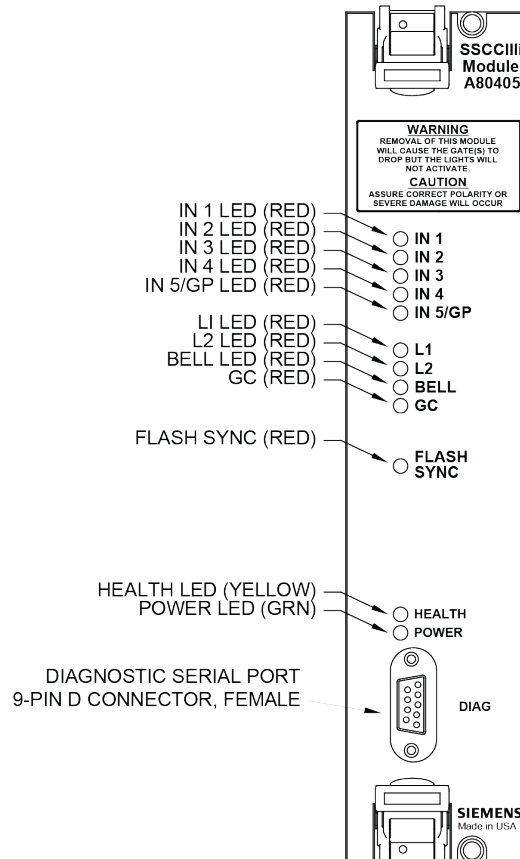 SSCCIIIi
Module
A80405
WARNING
REMOVAL OF THIS MODULE
WILL CAUSE THE GATE(S) TO
DROP BUT THE LIGHTS WILL
NOT ACTIVATE.
CAUTION
ASSURE CORRECT POLARITY OR
SEVERE DAMAGE WILL OCCUR
IN 1 LED (RED)
IN 2 LED (RED)
IN 3 LED (RED)
IN 4 LED (RED)
IN 5/GP LED (RED)
IN 1
IN 2
IN 3
IN 4
IN 5/GP
LI LED (RED)
L2 LED (RED)
BELL LED (RED)
GC (RED)
L1
L2
BELL
GC
FLASH SYNC (RED)
FLASH
SYNC
HEALTH LED (YELLOW)
POWER LED (GRN)
HEALTH
POWER
DIAGNOSTIC SERIAL PORT
9-PIN D CONNECTOR, FEMALE
DIAG
SIEMENS
Made in USA